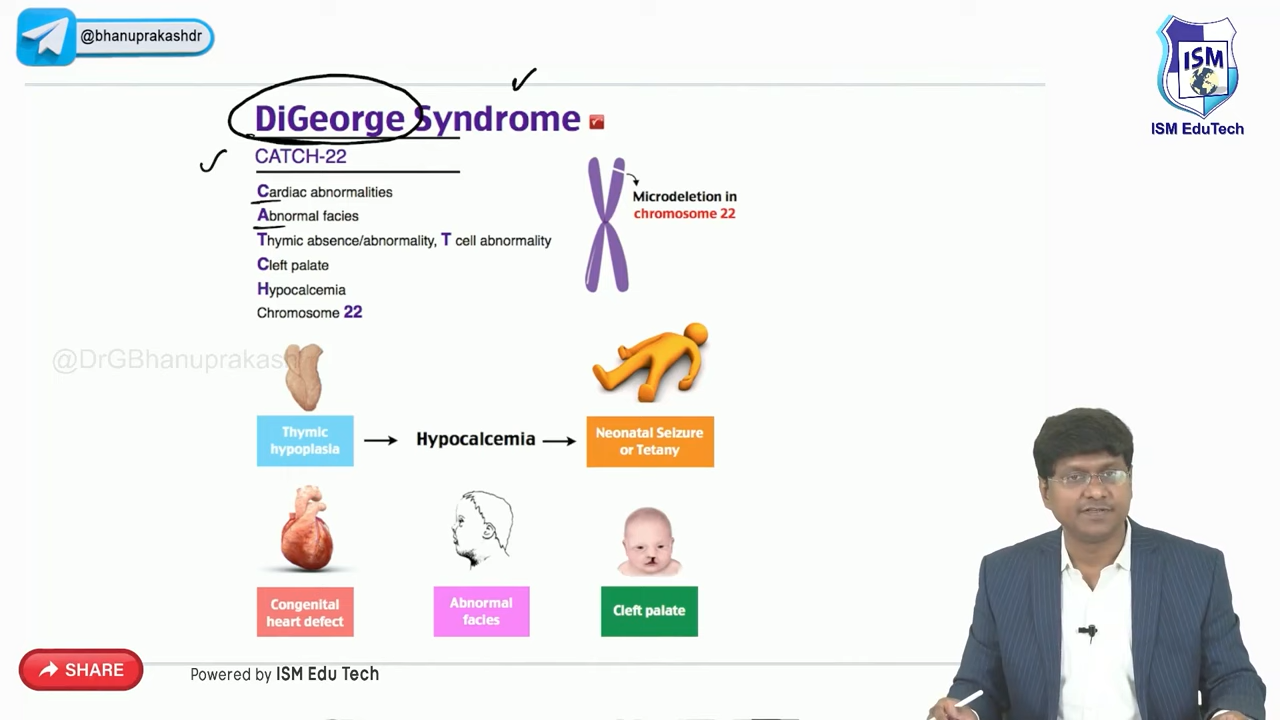 @bhanuprakashdr
ISM
ISM EduTech
DiGeorge Syndrome
CATCH-22
Cardiac abnormalities
Abnormal facies
Thymic absence/abnormality, T cell abnormality
Cleft palate
Hypocalcemia
Chromosome 22
Microdeletion in
chromosome 22
@DrGBhanuprakash
Thymic
hypoplasia
Hypocalcemia
Neonatal Seizure
or Tetany
Congenital
heart defect
Abnormal
facies
Cleft palate
SHARE
Powered by ISM Edu Tech